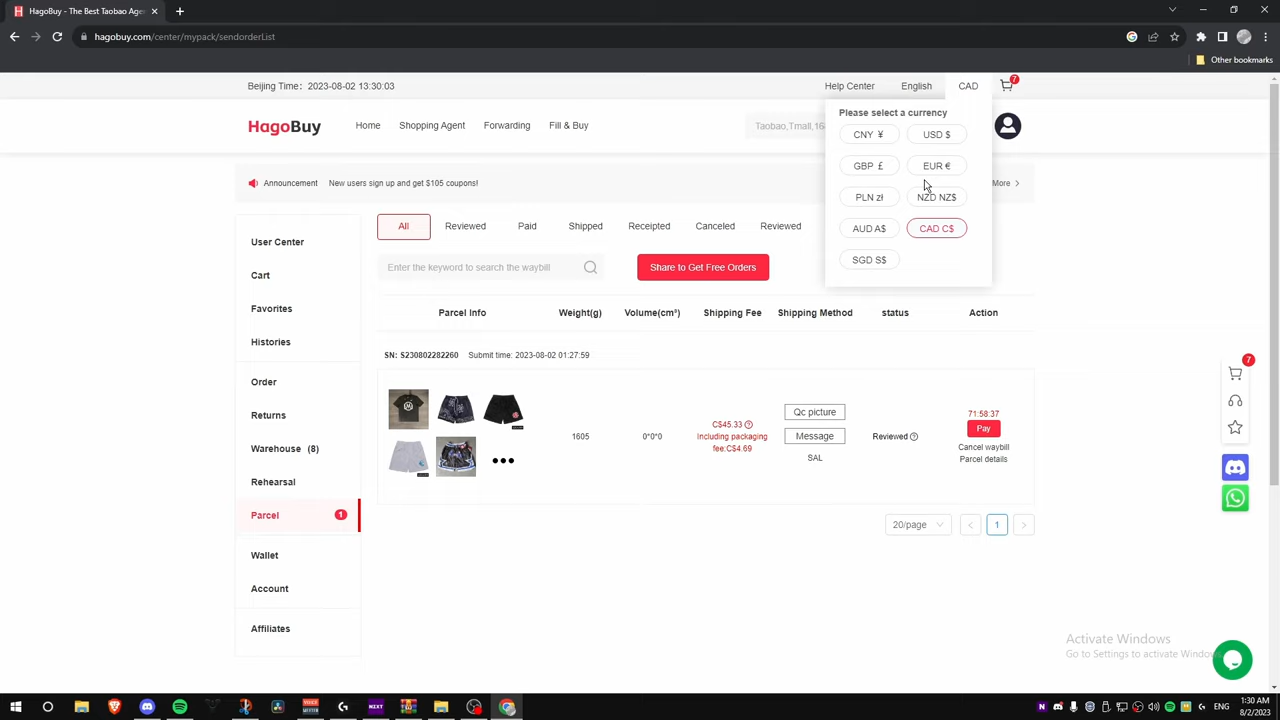 HagoBuy - The Best Taobao Agen
hagobuy.com/center/mypack/sendorderList
Other bookmarks
Beijing Time: 2023-08-02 13:30:03
Help Center
English
CAD
7
HagoBuy
Home
Shopping Agent
Forwarding
Fill & Buy
Taobao,Tmall,16
Please select a currency
CNY ¥
USD $
GBP £
EUR €
PLN zł
NZD NZ$
AUD A$
CAD C$
SGD S$
Announcement
New users sign up and get $105 coupons!
More
User Center
Cart
Favorites
Histories
Order
Returns
Warehouse (8)
Rehearsal
Parcel
1
Wallet
Account
Affiliates
All
Reviewed
Paid
Shipped
Receipted
Canceled
Reviewed
Enter the keyword to search the waybill
Share to Get Free Orders
Parcel Info
Weight(g)
Volume(cm³)
Shipping Fee
Shipping Method
status
Action
SN: S230802282260
Submit time: 2023-08-02 01:27:59
1605
0*0*0
C$45.33
Including packaging
fee:C$4.69
Qc picture
Message
SAL
Reviewed
71:58:37
Pay
Cancel waybill
Parcel details
20/page
1
7
Activate Windows
Go to Settings to activate Windows
NEXT
ENG
1:30 AM
8/2/2023